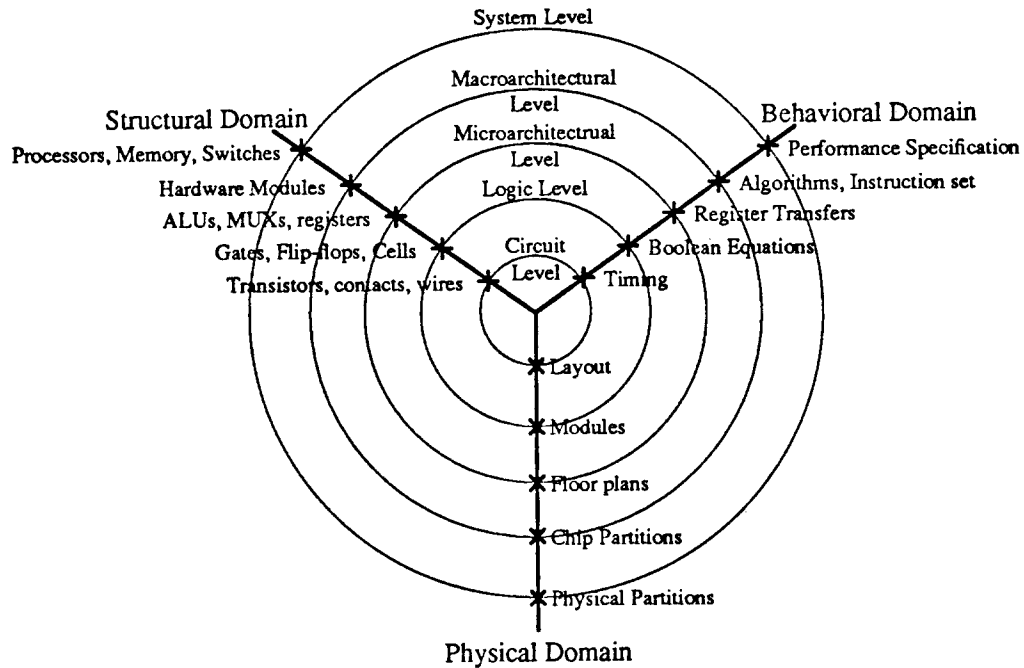 System Level
Macroarchitectural
Level
Structural Domain
Behavioral Domain
Microarchitectrual
Level
Processors, Memory, Switches
Performance Specification
Hardware Modules
Algorithms, Instruction set
Logic Level
ALUs, MUXs, registers
Register Transfers
Gates, Flip-flops, Cells
Circuit
Level
Boolean Equations
Transistors, contacts, wires
Timing
Layout
Modules
Floor plans
Chip Partitions
Physical Partitions
Physical Domain